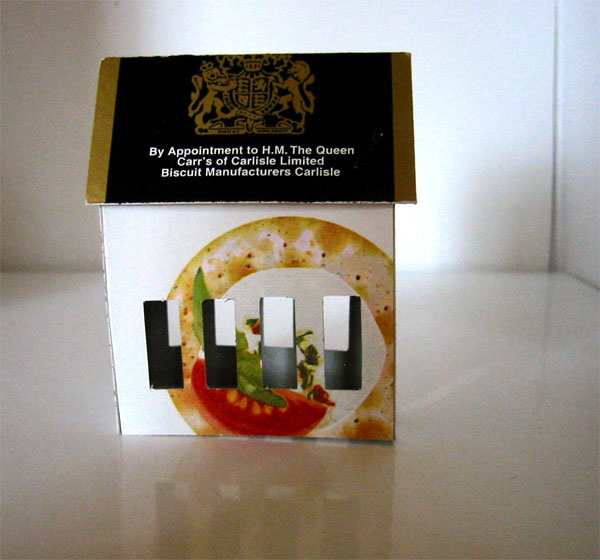 By Appointment to H.M. The Queen
Carr's of Carlisle Limited
Biscuit Manufacturers Carlisle